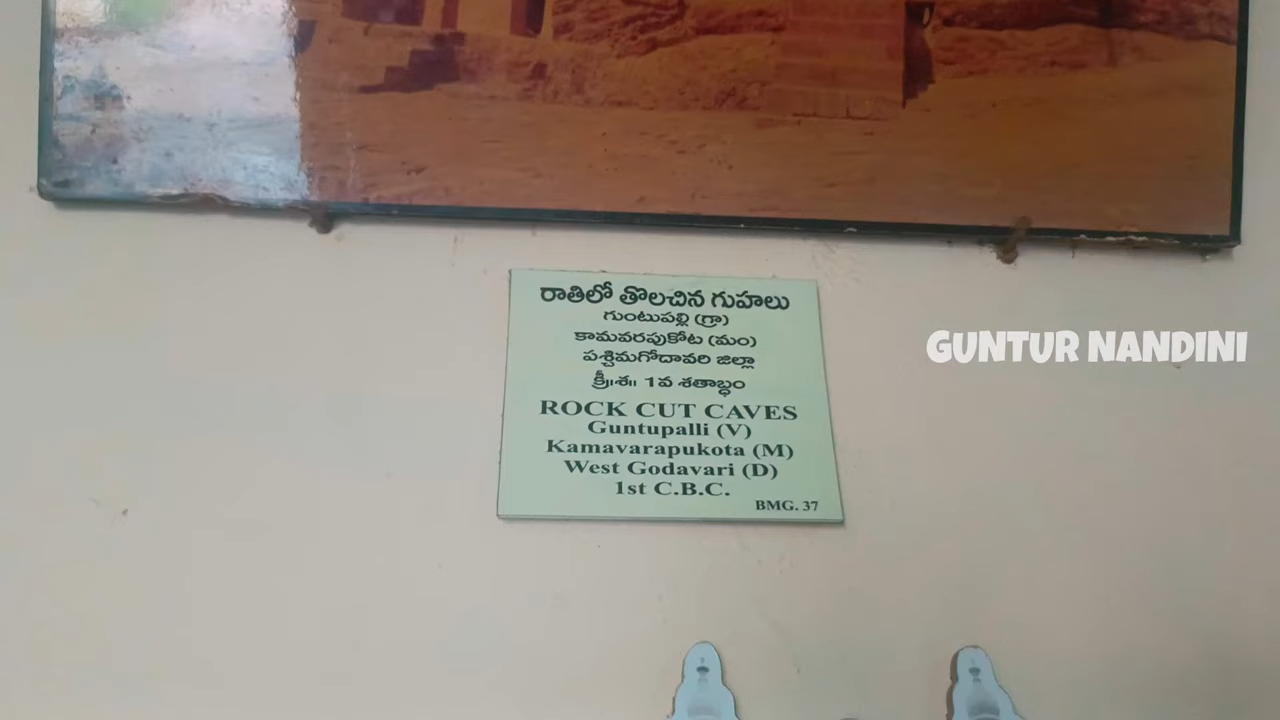 రాతిలో తొలచిన గుహలు
గుంటుపల్లి (గ్రా)
కామవరపుకోట (మం)
పశ్చిమగోదావరి జిల్లా
క్రీ॥శ॥ 1వ శతాబ్ధం
ROCK CUT CAVES
Guntupalli (V)
Kamavarapukota (M)
West Godavari (D)
1st C.B.C.
BMG. 37
GUNTUR NANDINI